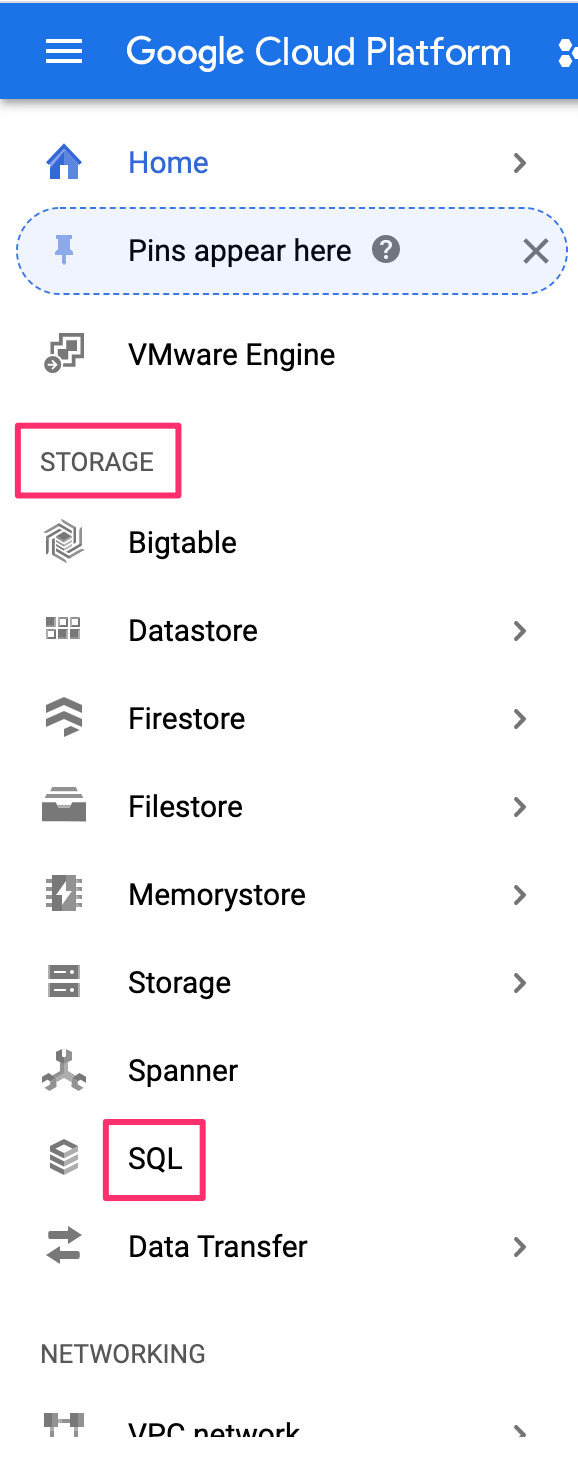 Google Cloud Platform
Home
Pins appear here ?
VMware Engine
STORAGE
Bigtable
Datastore
Firestore
Filestore
Memorystore
Storage
Spanner
SQL
Data Transfer
NETWORKING
VPC network